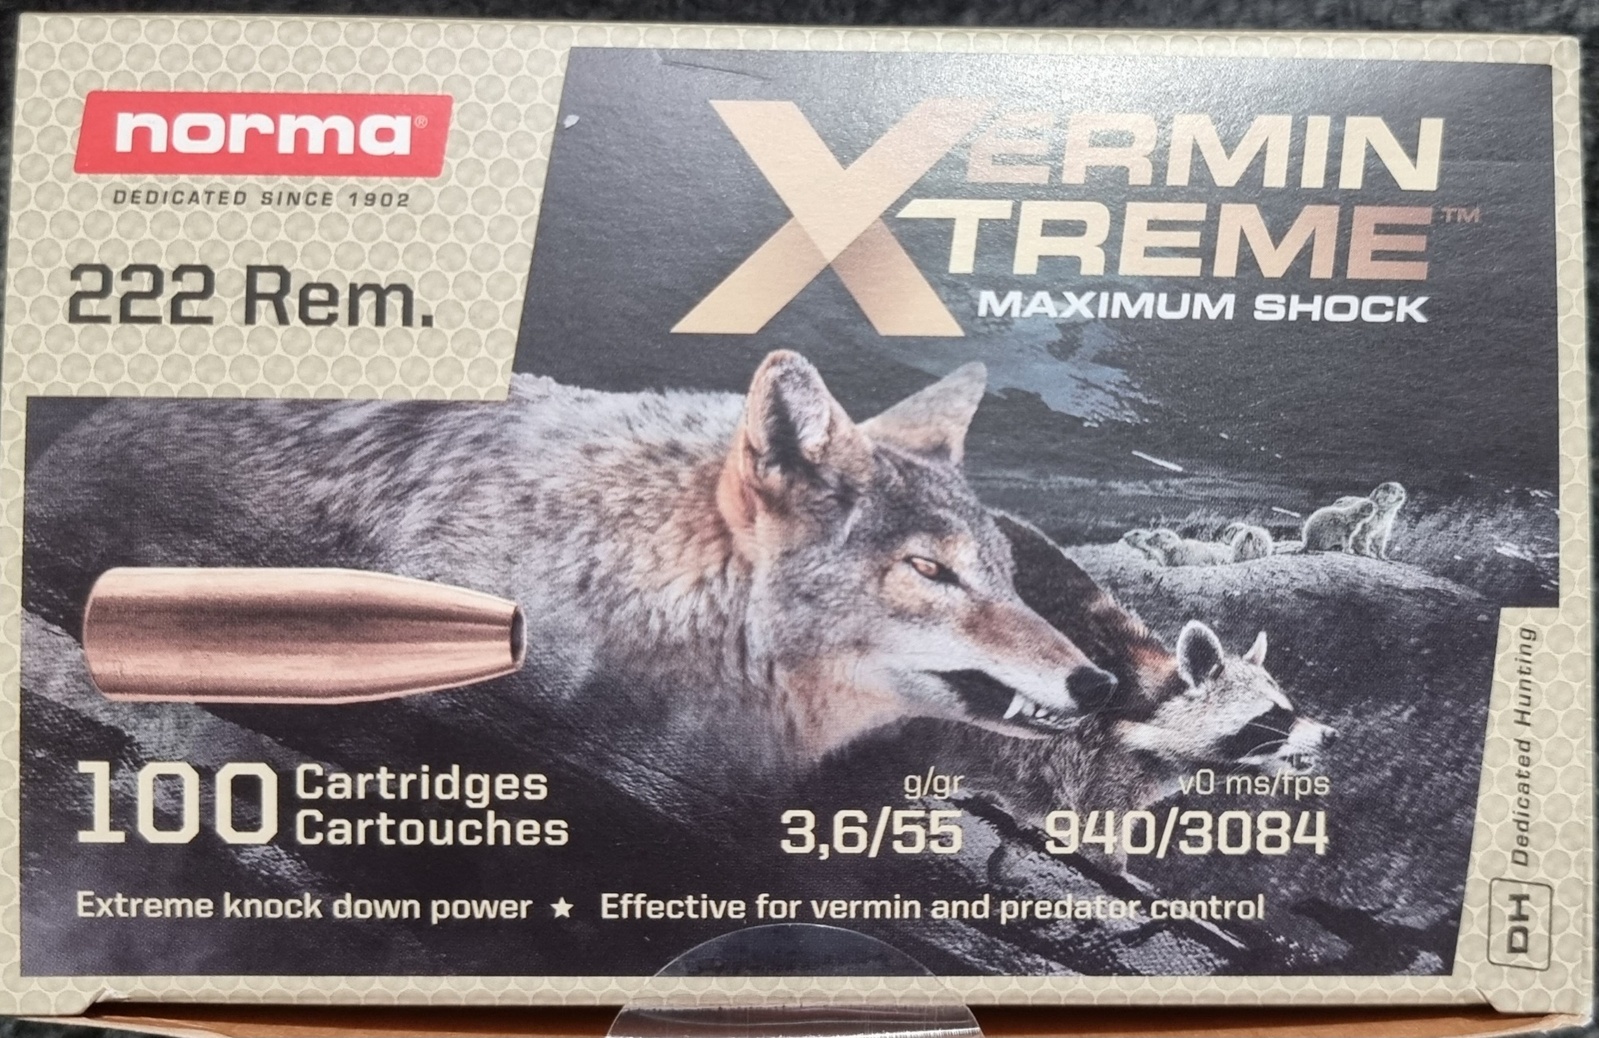 norma®
DEDICATED SINCE 1902
222 Rem.
VERMIN
XTREME™
MAXIMUM SHOCK
100 Cartridges
Cartouches
g/gr
3,6/55
v0 ms/fps
940/3084
Extreme knock down power ★ Effective for vermin and predator control
DH Dedicated Hunting